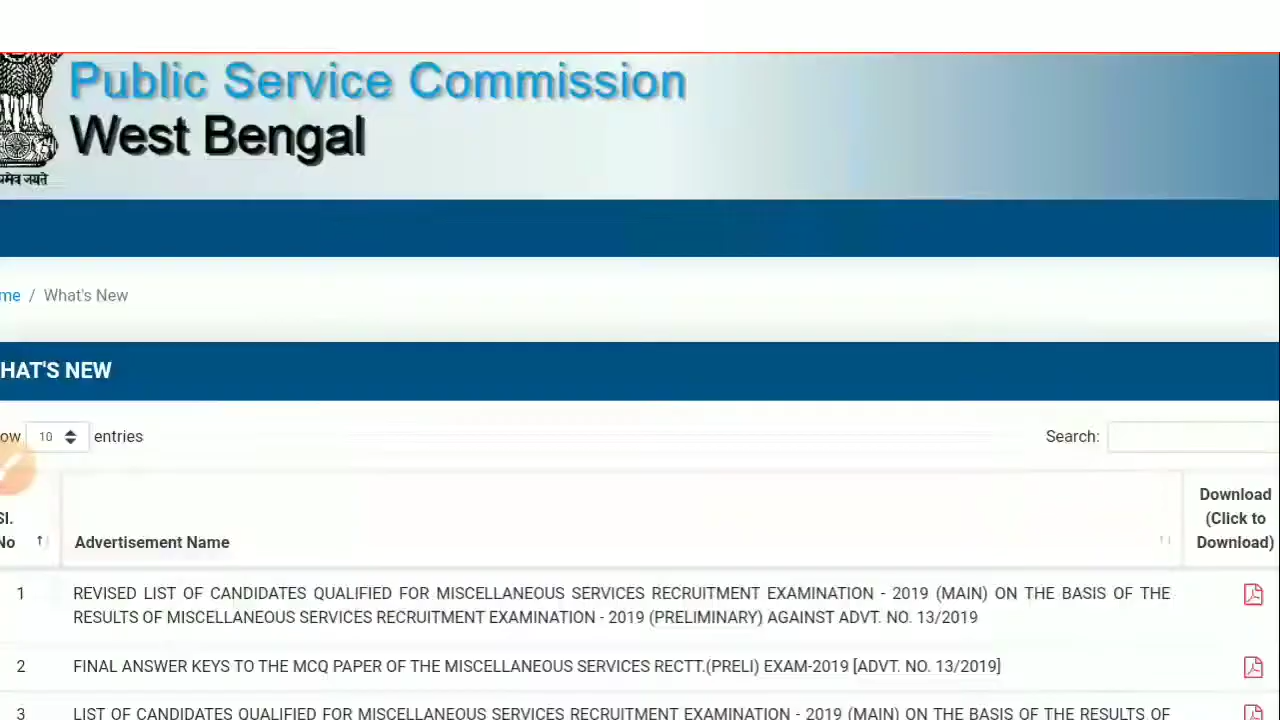 Public Service Commission
West Bengal
मेव जयते
me / What's New
HAT'S NEW
ow 10 entries
Search:
Sl.
No
Advertisement Name
Download
(Click to
Download)
1 REVISED LIST OF CANDIDATES QUALIFIED FOR MISCELLANEOUS SERVICES RECRUITMENT EXAMINATION - 2019 (MAIN) ON THE BASIS OF THE
RESULTS OF MISCELLANEOUS SERVICES RECRUITMENT EXAMINATION - 2019 (PRELIMINARY) AGAINST ADVT. NO. 13/2019
2 FINAL ANSWER KEYS TO THE MCQ PAPER OF THE MISCELLANEOUS SERVICES RECTT.(PRELI) EXAM-2019 [ADVT. NO. 13/2019]
3 LIST OF CANDIDATES QUALIFIED FOR MISCELLANEOUS SERVICES RECRUITMENT EXAMINATION - 2019 (MAIN) ON THE BASIS OF THE RESULTS OF